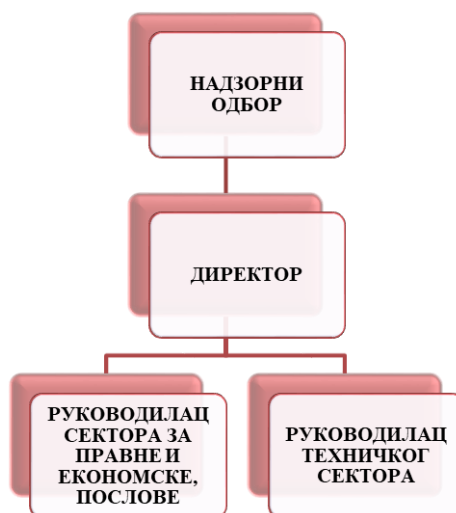 НАДЗОРНИ
ОДБОР
ДИРЕКТОР
РУКОВОДИЛАЦ
СЕКТОРА ЗА
ПРАВНЕ И
ЕКОНОМСКЕ,
ПОСЛОВЕ
РУКОВОДИЛАЦ
ТЕХНИЧКОГ
СЕКТОРА